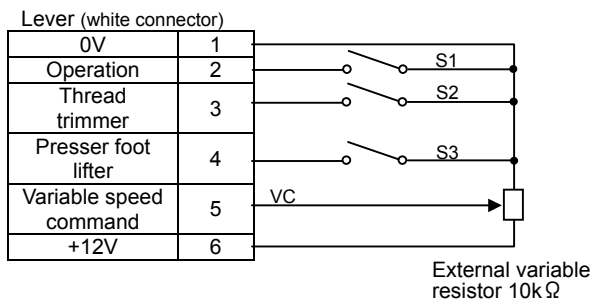 Lever (white connector)
0V 1
Operation 2 S1
Thread
trimmer 3 S2
Presser foot
lifter 4 S3
Variable speed
command 5 VC
+12V 6
External variable
resistor 10kΩ